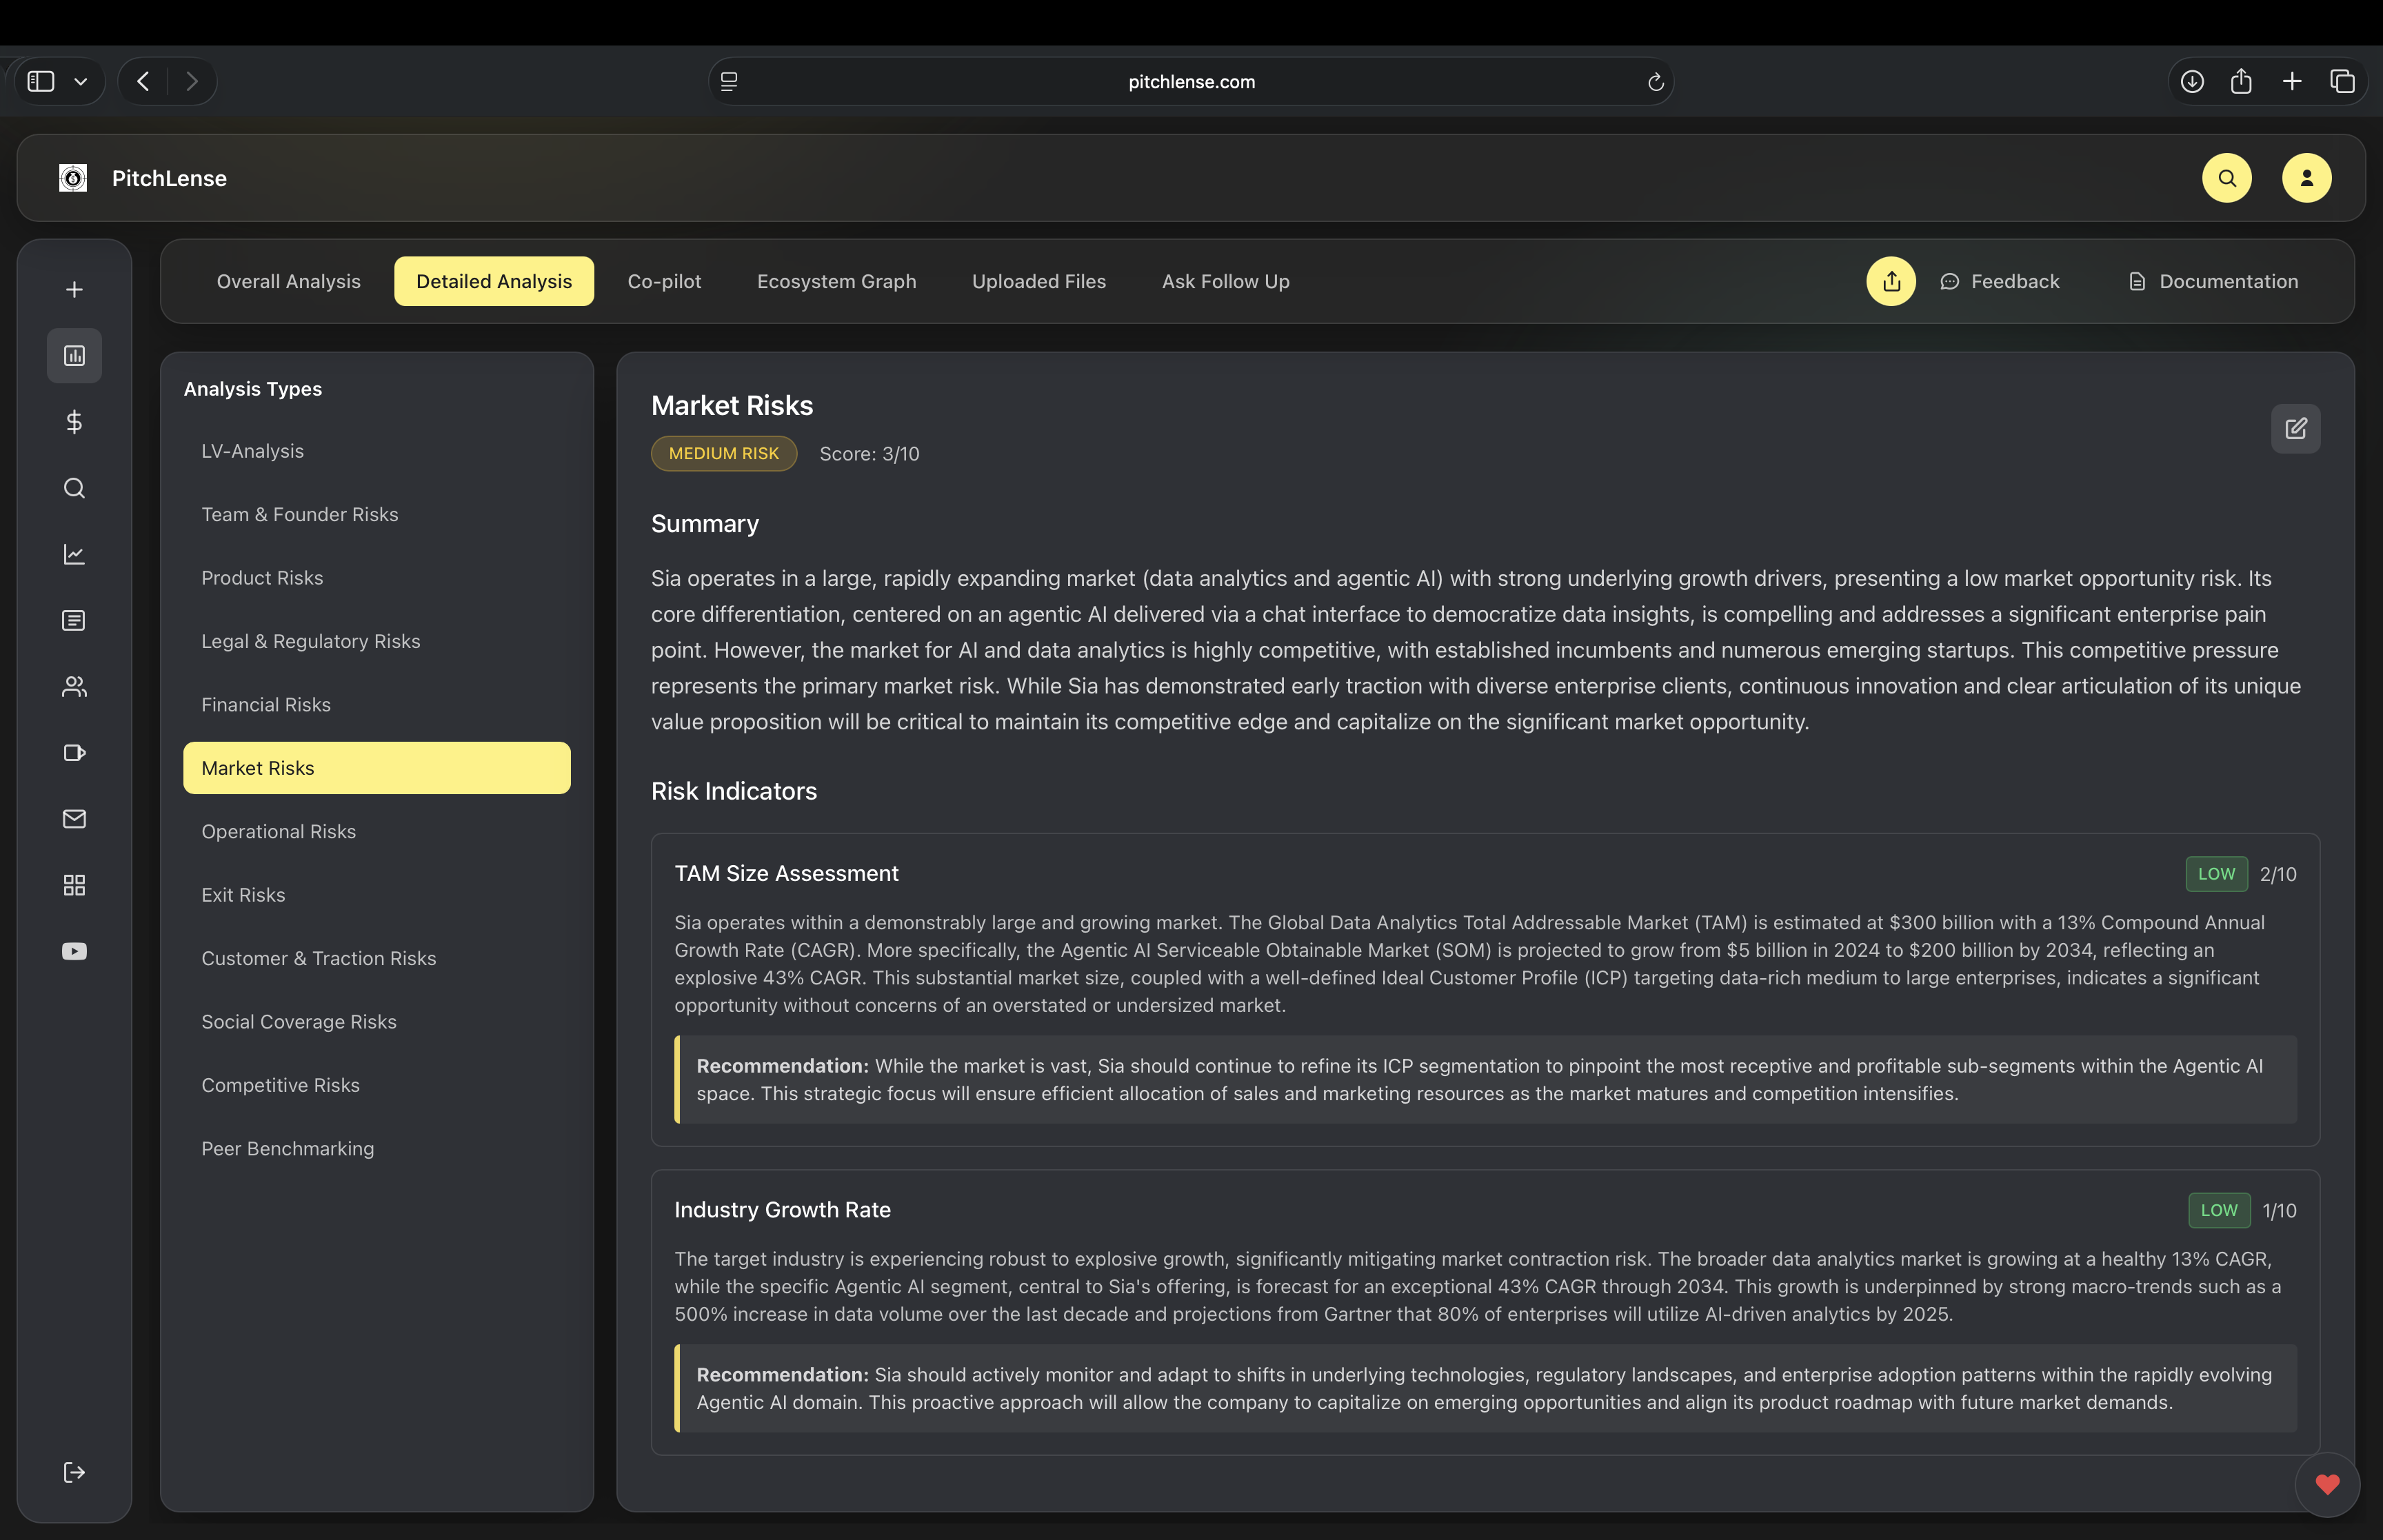 pitchlense.com
PitchLense
Overall Analysis
Detailed Analysis
Co-pilot
Ecosystem Graph
Uploaded Files
Ask Follow Up
Feedback
Documentation
Analysis Types
LV-Analysis
Team & Founder Risks
Product Risks
Legal & Regulatory Risks
Financial Risks
Market Risks
Operational Risks
Exit Risks
Customer & Traction Risks
Social Coverage Risks
Competitive Risks
Peer Benchmarking
Market Risks
MEDIUM RISK
Score: 3/10
Summary
Sia operates in a large, rapidly expanding market (data analytics and agentic AI) with strong underlying growth drivers, presenting a low market opportunity risk. Its
core differentiation, centered on an agentic AI delivered via a chat interface to democratize data insights, is compelling and addresses a significant enterprise pain
point. However, the market for AI and data analytics is highly competitive, with established incumbents and numerous emerging startups. This competitive pressure
represents the primary market risk. While Sia has demonstrated early traction with diverse enterprise clients, continuous innovation and clear articulation of its unique
value proposition will be critical to maintain its competitive edge and capitalize on the significant market opportunity.
Risk Indicators
TAM Size Assessment
LOW 2/10
Sia operates within a demonstrably large and growing market. The Global Data Analytics Total Addressable Market (TAM) is estimated at $300 billion with a 13% Compound Annual
Growth Rate (CAGR). More specifically, the Agentic AI Serviceable Obtainable Market (SOM) is projected to grow from $5 billion in 2024 to $200 billion by 2034, reflecting an
explosive 43% CAGR. This substantial market size, coupled with a well-defined Ideal Customer Profile (ICP) targeting data-rich medium to large enterprises, indicates a significant
opportunity without concerns of an overstated or undersized market.
Recommendation: While the market is vast, Sia should continue to refine its ICP segmentation to pinpoint the most receptive and profitable sub-segments within the Agentic AI
space. This strategic focus will ensure efficient allocation of sales and marketing resources as the market matures and competition intensifies.
Industry Growth Rate
LOW 1/10
The target industry is experiencing robust to explosive growth, significantly mitigating market contraction risk. The broader data analytics market is growing at a healthy 13% CAGR,
while the specific Agentic AI segment, central to Sia's offering, is forecast for an exceptional 43% CAGR through 2034. This growth is underpinned by strong macro-trends such as a
500% increase in data volume over the last decade and projections from Gartner that 80% of enterprises will utilize AI-driven analytics by 2025.
Recommendation: Sia should actively monitor and adapt to shifts in underlying technologies, regulatory landscapes, and enterprise adoption patterns within the rapidly evolving
Agentic AI domain. This proactive approach will allow the company to capitalize on emerging opportunities and align its product roadmap with future market demands.